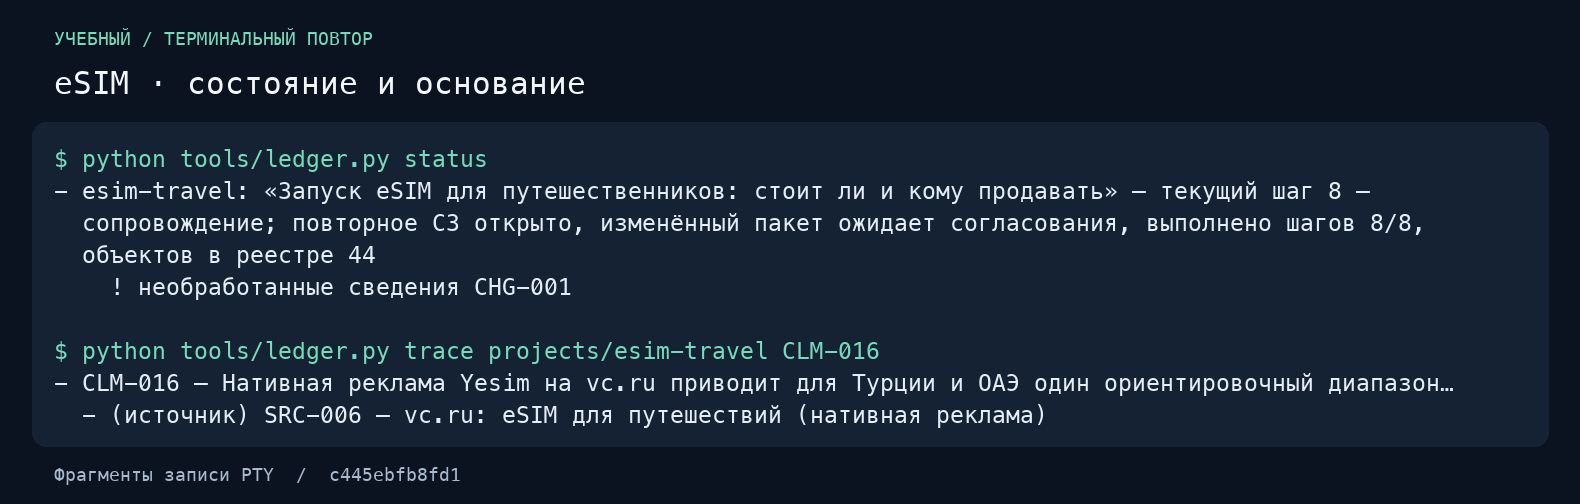 УЧЕБНЫЙ / ТЕРМИНАЛЬНЫЙ ПОВТОР
eSIM · состояние и основание
$ python tools/ledger.py status
— esim-travel: «Запуск eSIM для путешественников: стоит ли и кому продавать» — текущий шаг 8 —
сопровождение; повторное С3 открыто, изменённый пакет ожидает согласования, выполнено шагов 8/8,
объектов в реестре 44
! необработанные сведения CHG-001
$ python tools/ledger.py trace projects/esim-travel CLM-016
— CLM-016 — Нативная реклама Yesim на vc.ru приводит для Турции и ОАЭ один ориентировочный диапазон…
— (источник) SRC-006 — vc.ru: eSIM для путешествий (нативная реклама)
Фрагменты записи PTY / c445ebfb8fd1